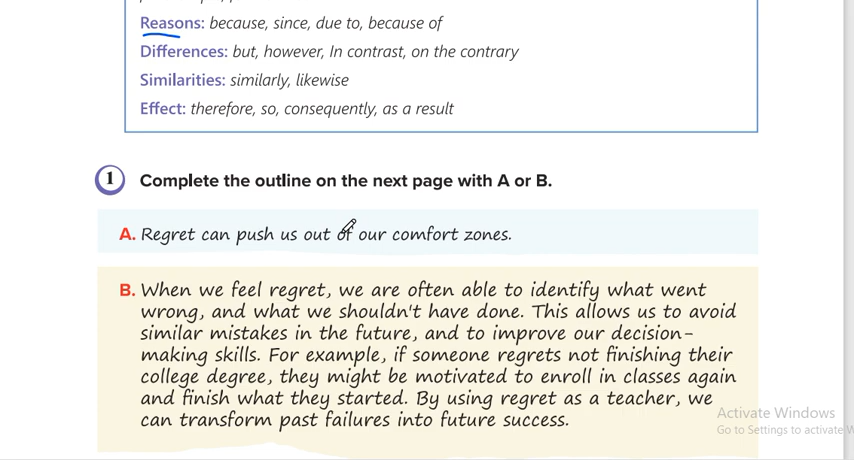 Reasons: because, since, due to, because of
Differences: but, however, In contrast, on the contrary
Similarities: similarly, likewise
Effect: therefore, so, consequently, as a result
1 Complete the outline on the next page with A or B.
A. Regret can push us out of our comfort zones.
B. When we feel regret, we are often able to identify what went
wrong, and what we shouldn't have done. This allows us to avoid
similar mistakes in the future, and to improve our decision-
making skills. For example, if someone regrets not finishing their
college degree, they might be motivated to enroll in classes again
and finish what they started. By using regret as a teacher, we
can transform past failures into future success.
Activate Windows
Go to Settings to activate W